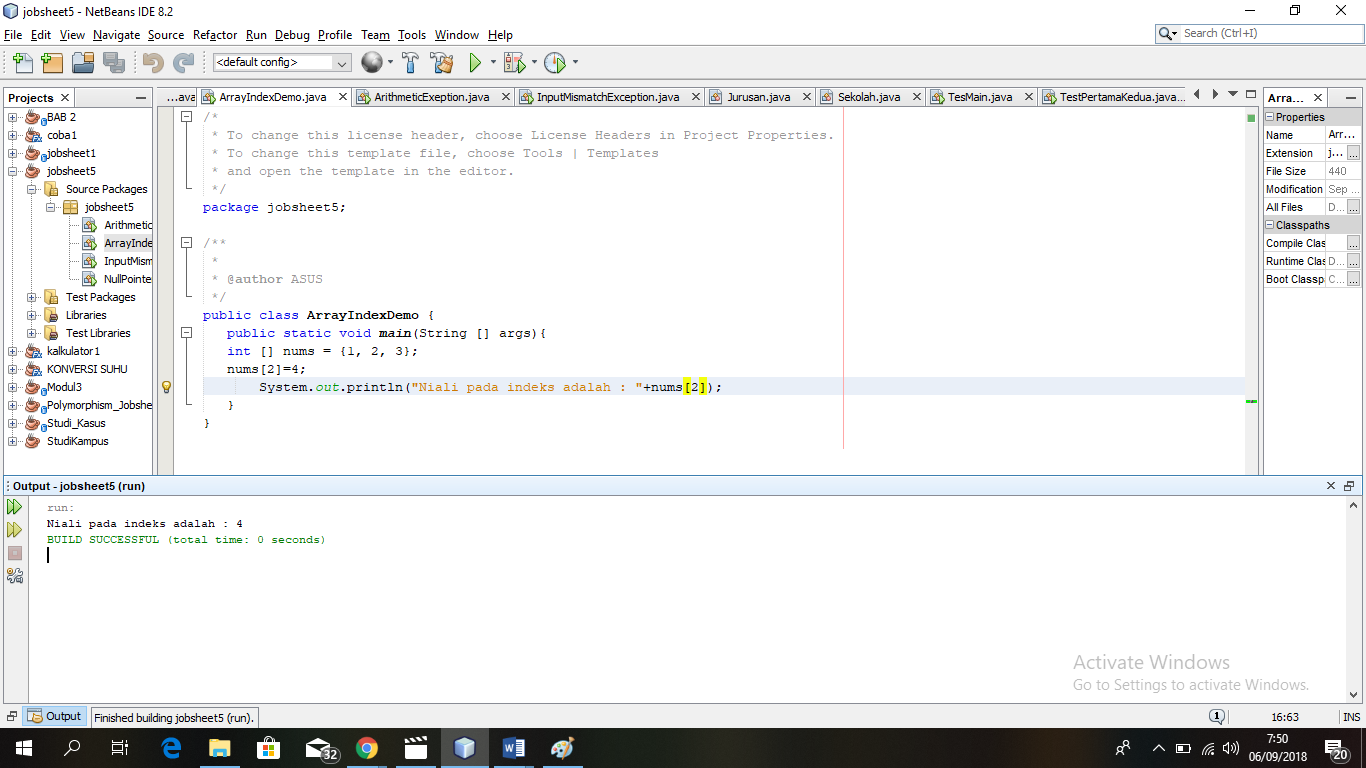 jobsheet5 - NetBeans IDE 8.2
File Edit View Navigate Source Refactor Run Debug Profile Team Tools Window Help
Search (Ctrl+I)
<default config>
Projects
...ava ArrayIndexDemo.java ArithmeticExeption.java InputMismatchException.java Jurusan.java Sekolah.java TesMain.java TestPertamaKedua.java...
BAB 2
coba1
jobsheet1
jobsheet5
Source Packages
jobsheet5
Arithmetic
ArrayInde
InputMism
NullPointe
Test Packages
Libraries
Test Libraries
kalkulator1
KONVERSI SUHU
Modul3
Polymorphism_Jobshe
Studi_Kasus
StudiKampus
/*
* To change this license header, choose License Headers in Project Properties.
* To change this template file, choose Tools | Templates
* and open the template in the editor.
*/
package jobsheet5;
/**
*
* @author ASUS
*/
public class ArrayIndexDemo {
public static void main(String [] args){
int [] nums = {1, 2, 3};
nums[2]=4;
System.out.println("Niali pada indeks adalah : "+nums[2]);
}
}
Arra...
Properties
Name Arr...
Extension j... ...
File Size 440
Modification Sep ...
All Files D... ...
Classpaths
Compile Clas ...
Runtime Clas D... ...
Boot Classp C... ...
Output - jobsheet5 (run)
run:
Niali pada indeks adalah : 4
BUILD SUCCESSFUL (total time: 0 seconds)
Activate Windows
Go to Settings to activate Windows.
Output
Finished building jobsheet5 (run).
1
16:63
INS
32
7:50
06/09/2018
20